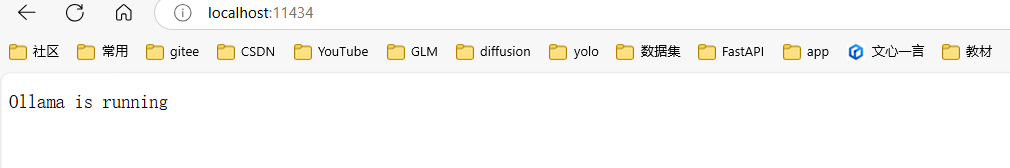 localhost:11434
社区 常用 gitee CSDN YouTube GLM diffusion yolo 数据集 FastAPI app 文心一言 教材
Ollama is running